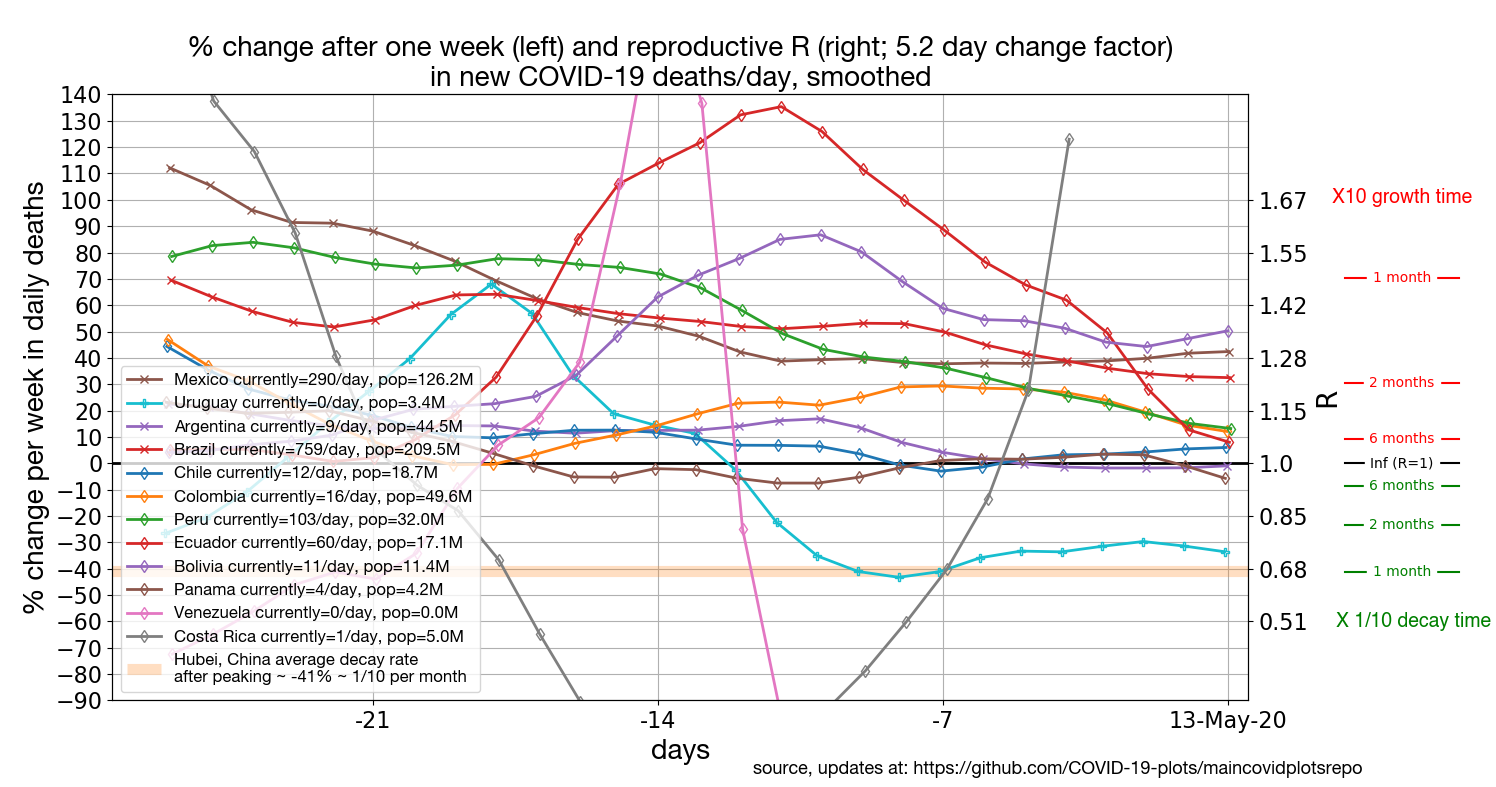 % change after one week (left) and reproductive R (right; 5.2 day change factor)
in new COVID-19 deaths/day, smoothed
% change per week in daily deaths
140
130
120
110
100
90
80
70
60
50
40
30
20
10
0
−10
−20
−30
−40
−50
−60
−70
−80
−90
Mexico currently=290/day, pop=126.2M
Uruguay currently=0/day, pop=3.4M
Argentina currently=9/day, pop=44.5M
Brazil currently=759/day, pop=209.5M
Chile currently=12/day, pop=18.7M
Colombia currently=16/day, pop=49.6M
Peru currently=103/day, pop=32.0M
Ecuador currently=60/day, pop=17.1M
Bolivia currently=11/day, pop=11.4M
Panama currently=4/day, pop=4.2M
Venezuela currently=0/day, pop=0.0M
Costa Rica currently=1/day, pop=5.0M
Hubei, China average decay rate
after peaking ~ -41% ~ 1/10 per month
-21
-14
-7
13-May-20
days
1.67
1.55
1.42
1.28
1.15
1.0
0.85
0.68
0.51
R
X10 growth time
1 month
2 months
6 months
Inf (R=1)
6 months
2 months
1 month
X 1/10 decay time
source, updates at: https://github.com/COVID-19-plots/maincovidplotsrepo